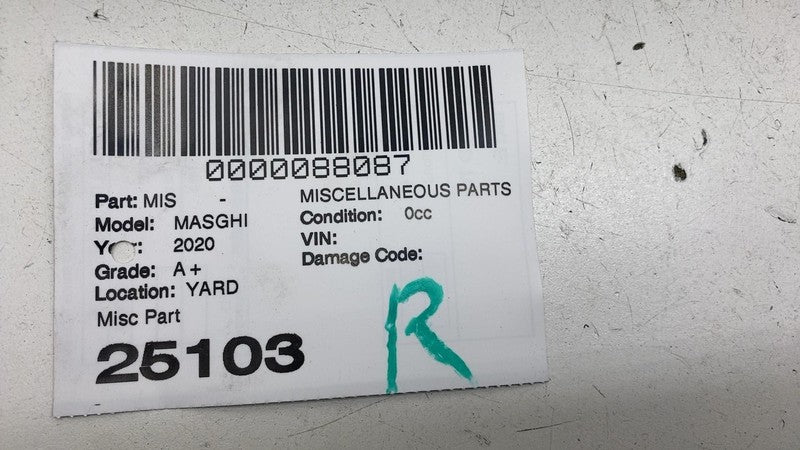 0000088087
Part: MIS - MISCELLANEOUS PARTS
Model: MASGHI Condition: 0cc
Year: 2020 VIN:
Grade: A+ Damage Code:
Location: YARD
Misc Part
25103
R